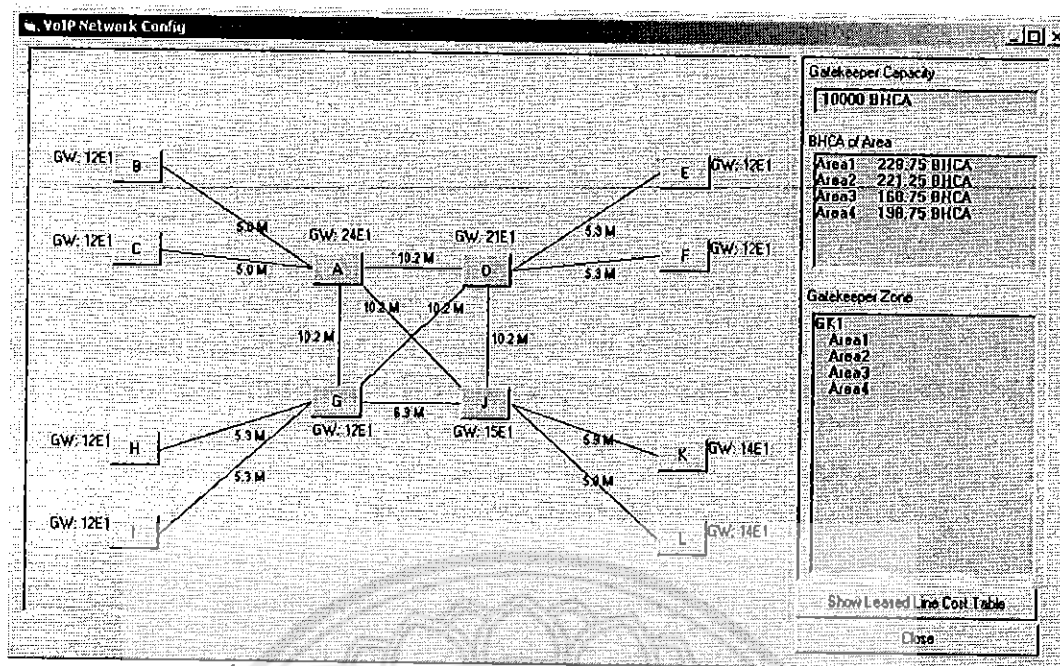 VoIP Network Config
Gatekeeper Capacity
10000 BHCA
BHCA of Area
Area1 228.75 BHCA
Area2 221.25 BHCA
Area3 168.75 BHCA
Area4 198.75 BHCA
Gatekeeper Zone
GK1
Area1
Area2
Area3
Area4
Show Leased Line Cost Table
Close
GW: 12E1 B
E GW: 12E1
5.0 M
5.3 M
GW: 12E1 C
GW: 24E1
GW: 21E1
F GW: 12E1
5.0 M
A
10.2 M
D
5.3 M
10.2 M
10.2 M
10.2 M
10.2 M
G
6.3 M
J
GW: 12E1
GW: 15E1
GW: 12E1 H
5.3 M
5.9 M
K GW: 14E1
5.3 M
5.9 M
GW: 12E1 I
L GW: 14E1